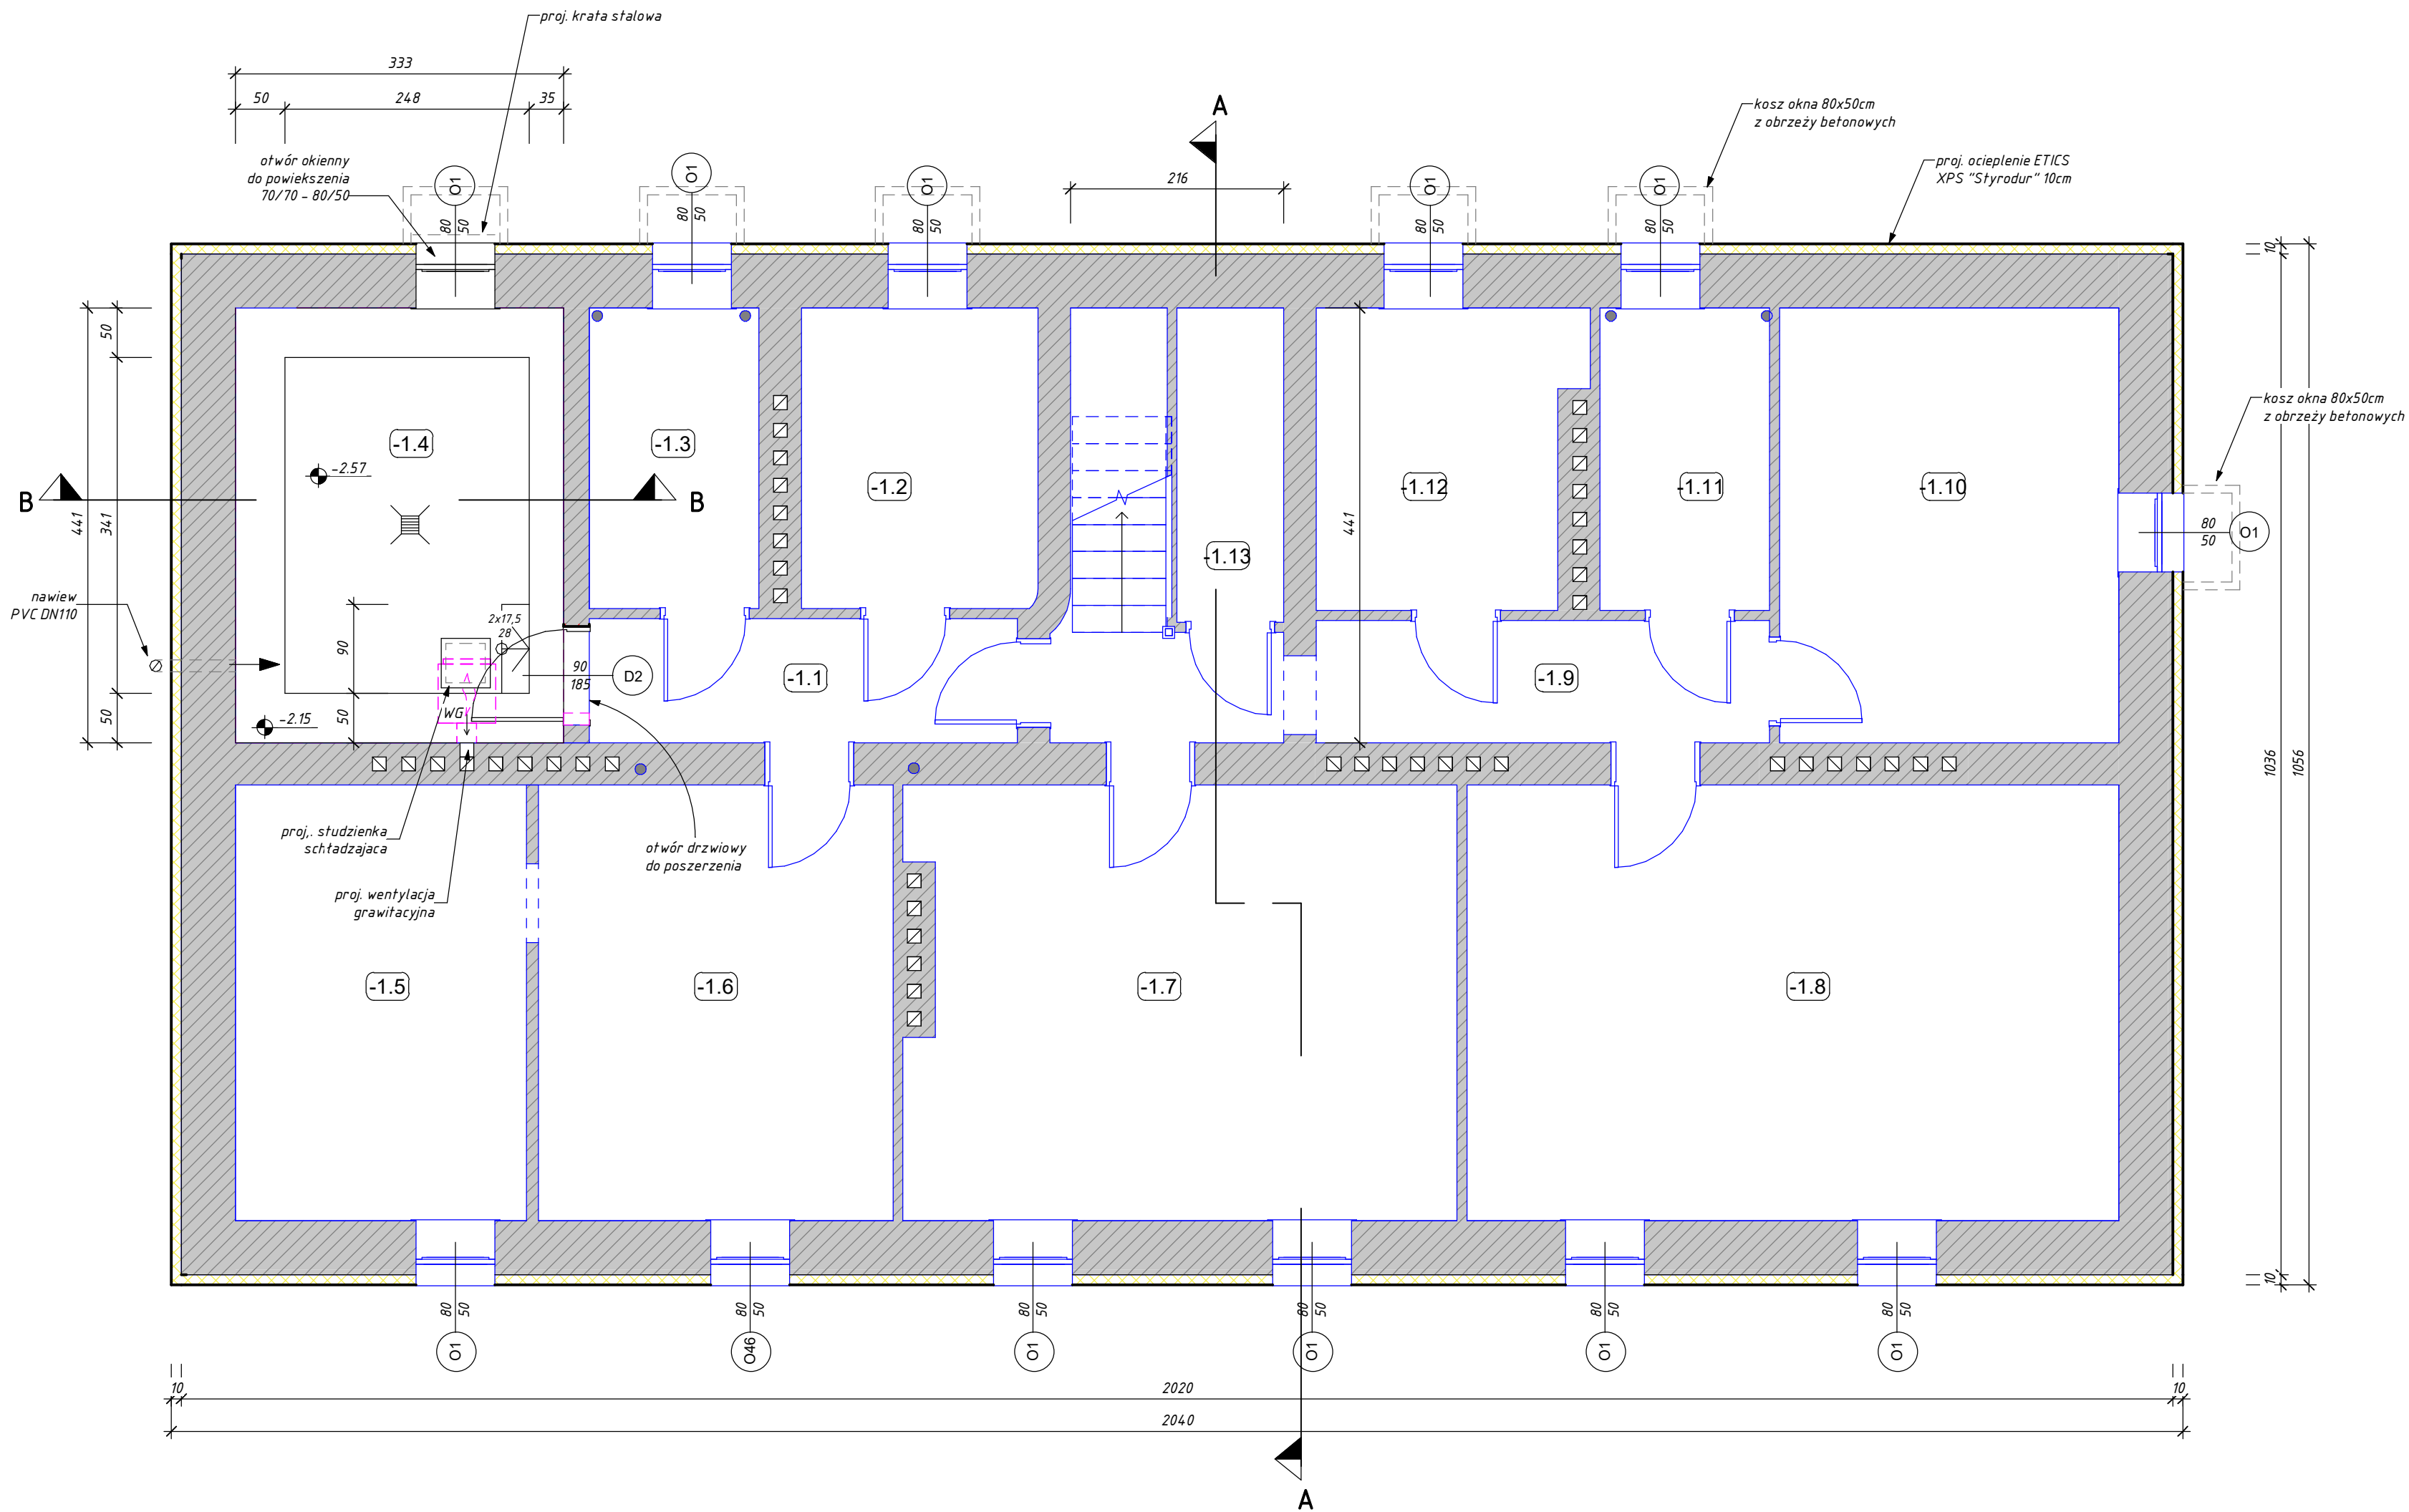 proj. krata stalowa
333
50
248
35
A
kosz okna 80x50cm
z obrzeży betonowych
otwór okienny
do powiekszenia
70/70 - 80/50
proj. ocieplenie ETICS
XPS "Styrodur" 10cm
216
O1
80
50
O1
80
50
O1
80
50
O1
80
50
O1
80
50
10
50
441
341
90
50
-1.4
-1.3
-1.2
-1.13
-1.12
-1.11
-1.10
441
-2.57
B
B
kosz okna 80x50cm
z obrzeży betonowych
80
50
O1
nawiew
PVC DN110
2x17,5
28
90
185
D2
-1.1
-1.9
WG
-2.15
50
1036
1056
proj,. studzienka
schładzajaca
otwór drzwiowy
do poszerzenia
proj. wentylacja
grawitacyjna
-1.5
-1.6
-1.7
-1.8
10
80
50
80
50
80
50
80
50
80
50
80
50
O1
O46
O1
O1
O1
O1
10
2020
10
2040
A